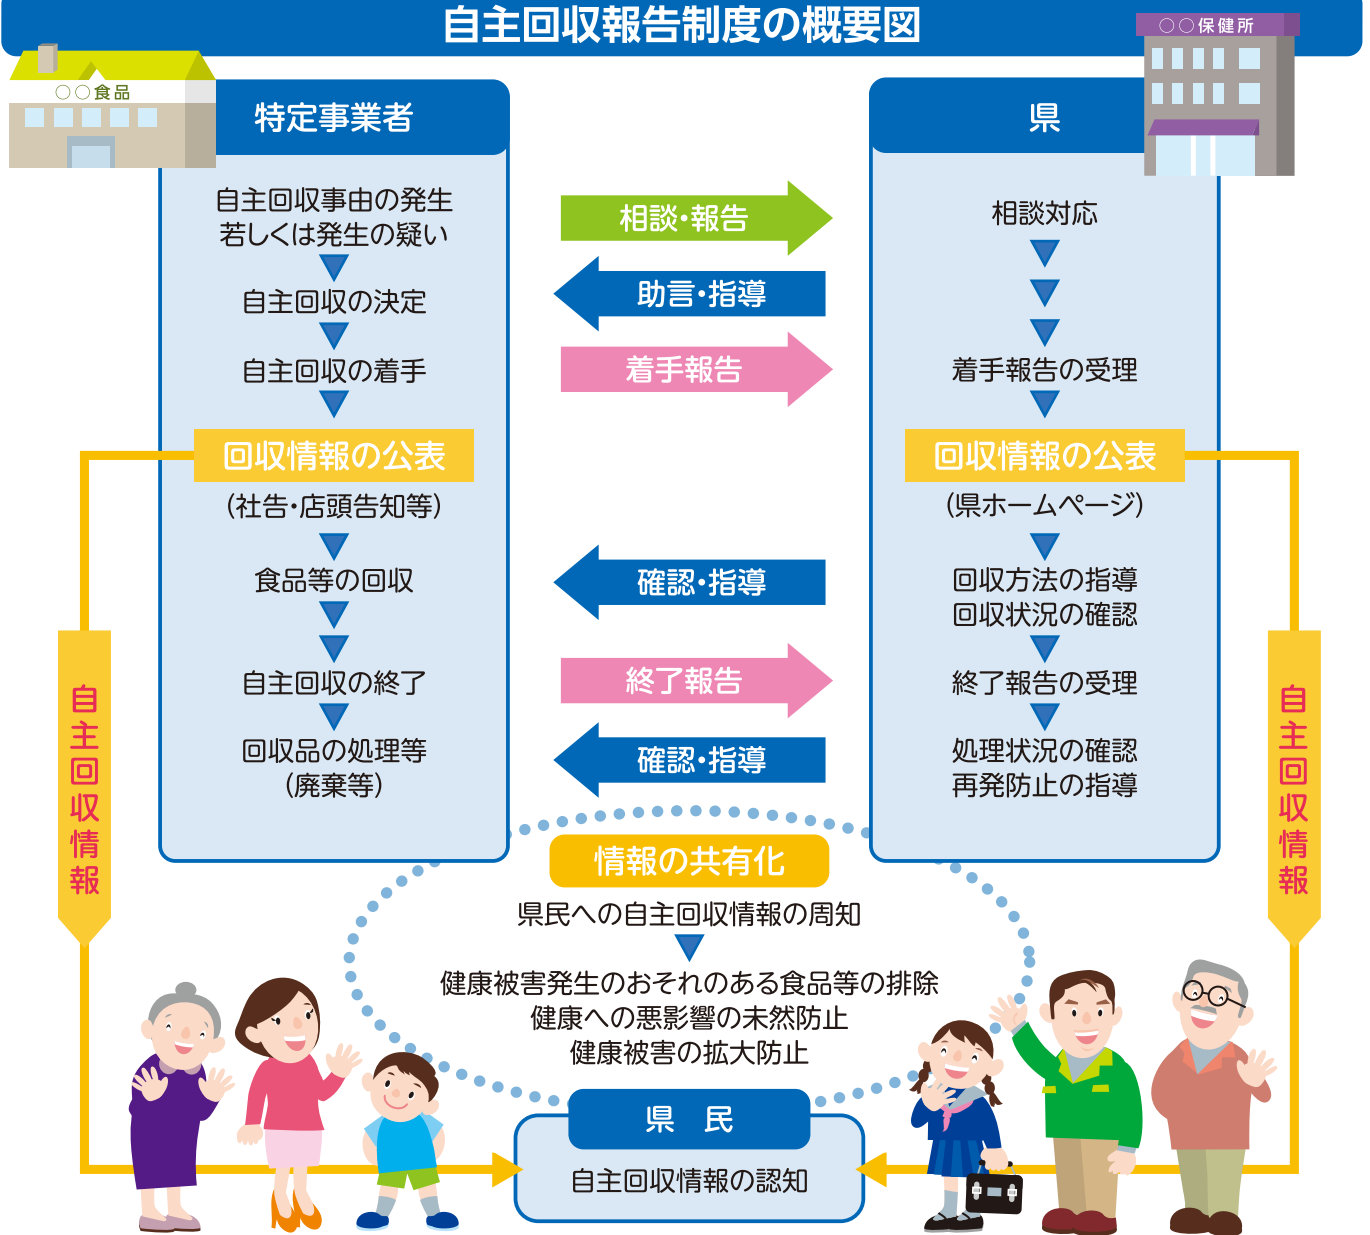 自主回収報告制度の概要図
○○食品
○○保健所
特定事業者
自主回収事由の発生
若しくは発生の疑い
自主回収の決定
自主回収の着手
回収情報の公表
(社告・店頭告知等)
食品等の回収
自主回収の終了
回収品の処理等
(廃棄等)
相談・報告
助言・指導
着手報告
確認・指導
終了報告
確認・指導
県
相談対応
着手報告の受理
回収情報の公表
(県ホームページ)
回収方法の指導
回収状況の確認
終了報告の受理
処理状況の確認
再発防止の指導
自主回収情報
自主回収情報
情報の共有化
県民への自主回収情報の周知
健康被害発生のおそれのある食品等の排除
健康への悪影響の未然防止
健康被害の拡大防止
県　民
自主回収情報の認知